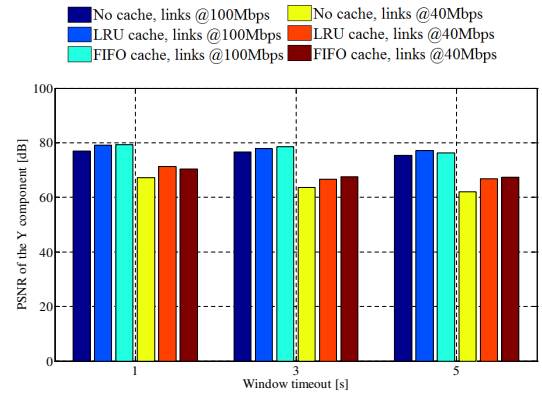 No cache, links @100Mbps No cache, links @40Mbps
LRU cache, links @100Mbps LRU cache, links @40Mbps
FIFO cache, links @100Mbps FIFO cache, links @40Mbps
100
80
60
40
20
0
PSNR of the Y component [dB]
1 3 5
Window timeout [s]